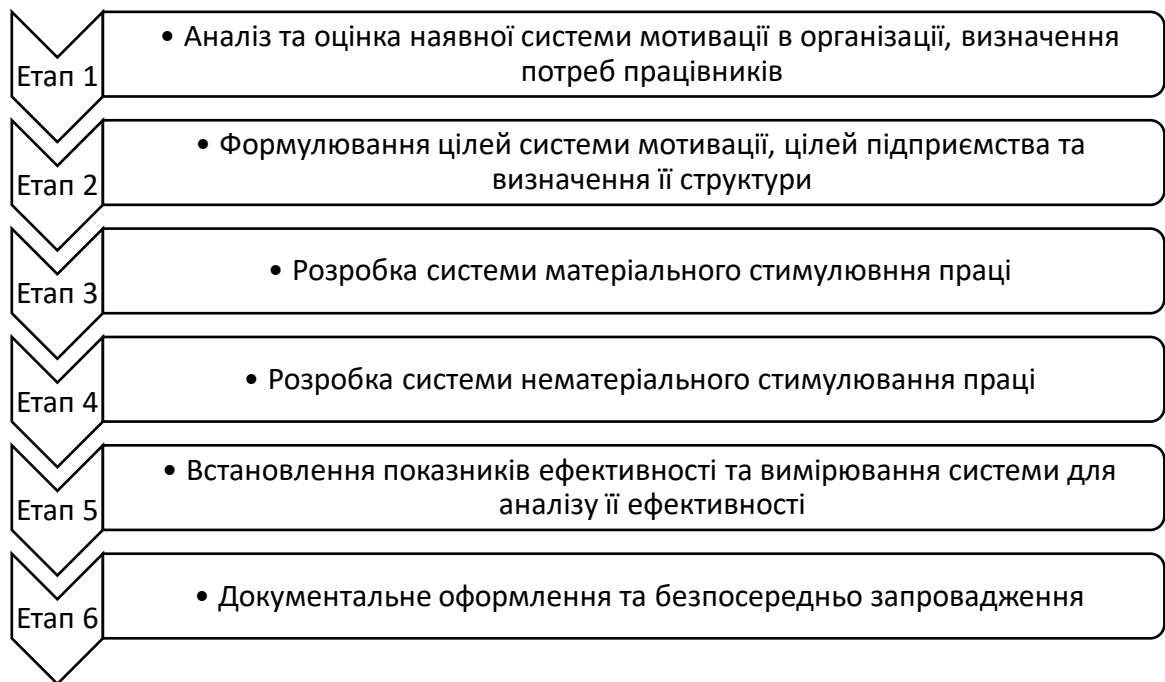 Етап 1
• Аналіз та оцінка наявної системи мотивації в організації, визначення
потреб працівників
Етап 2
• Формулювання цілей системи мотивації, цілей підприємства та
визначення її структури
Етап 3
• Розробка системи матеріального стимулювння праці
Етап 4
• Розробка системи нематеріального стимулювання праці
Етап 5
• Встановлення показників ефективності та вимірювання системи для
аналізу її ефективності
Етап 6
• Документальне оформлення та безпосередньо запровадження